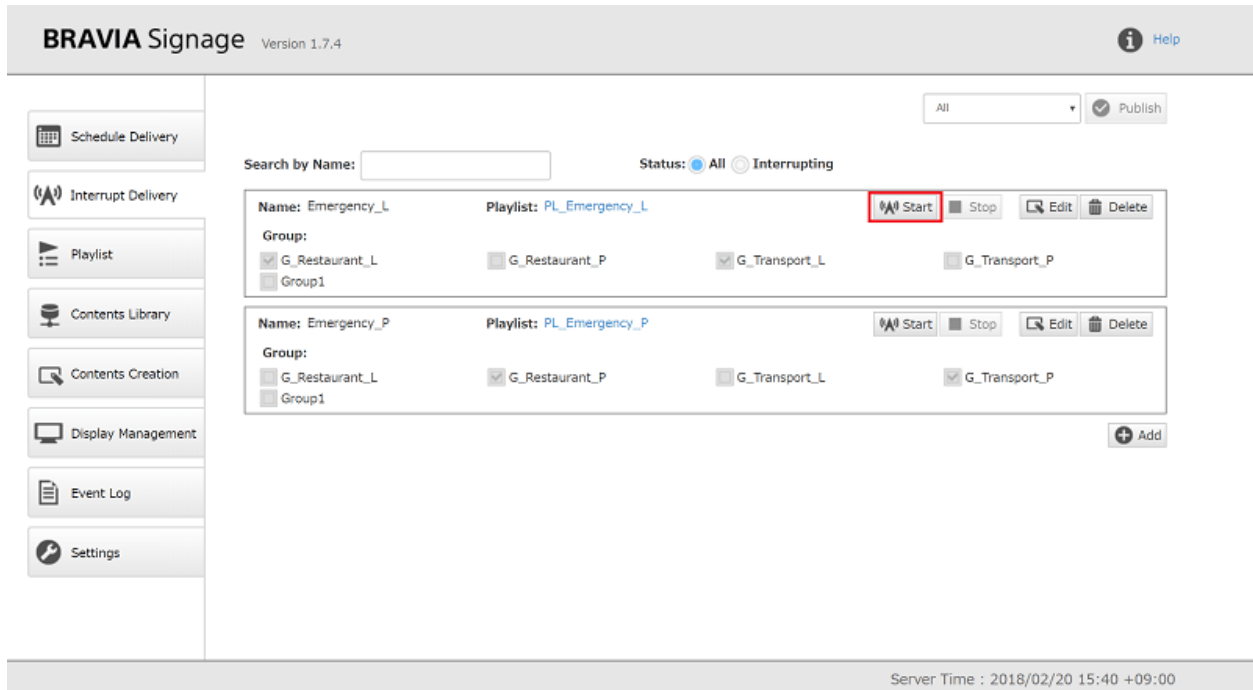 BRAVIA Signage Version 1.7.4
Help
All
Publish
Schedule Delivery
Interrupt Delivery
Playlist
Contents Library
Contents Creation
Display Management
Event Log
Settings
Search by Name:
Status: All Interrupting
Name: Emergency_L Playlist: PL_Emergency_L Start Stop Edit Delete
Group:
G_Restaurant_L G_Restaurant_P G_Transport_L G_Transport_P
Group1
Name: Emergency_P Playlist: PL_Emergency_P Start Stop Edit Delete
Group:
G_Restaurant_L G_Restaurant_P G_Transport_L G_Transport_P
Group1
Add
Server Time : 2018/02/20 15:40 +09:00